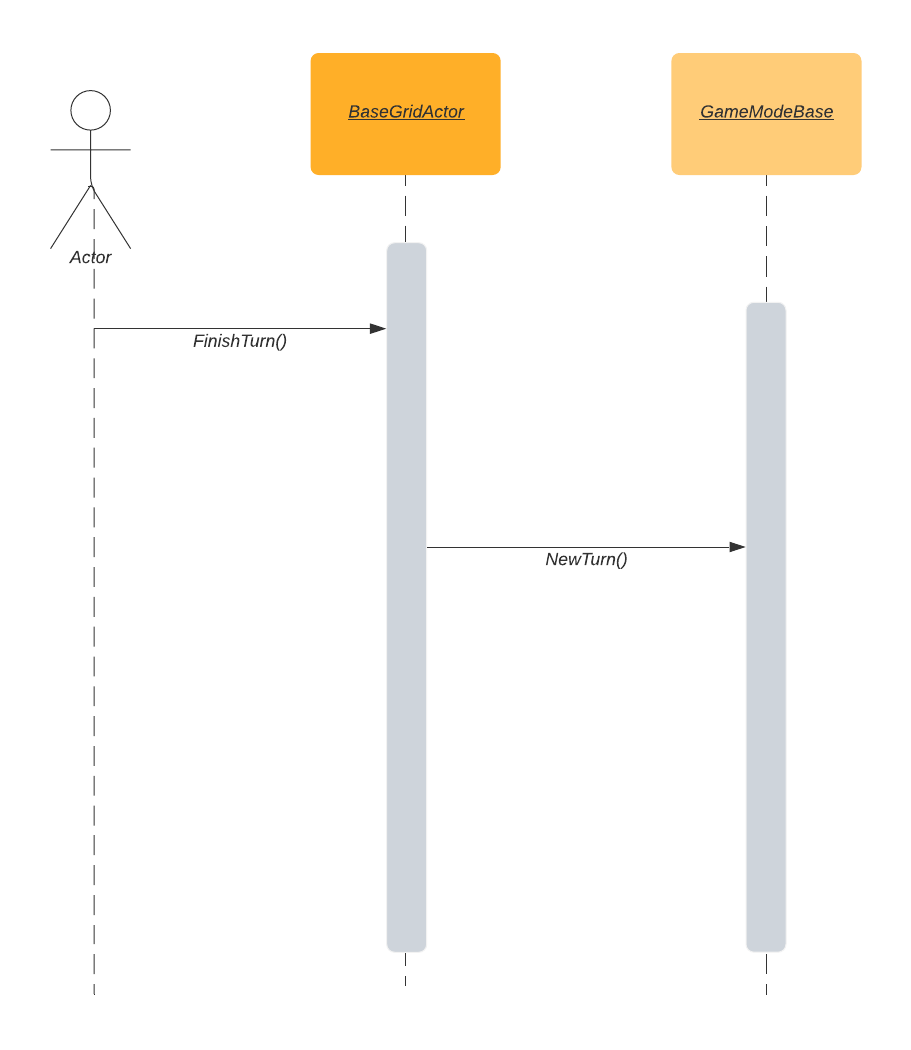 BaseGridActor
GameModeBase
Actor
FinishTurn()
NewTurn()